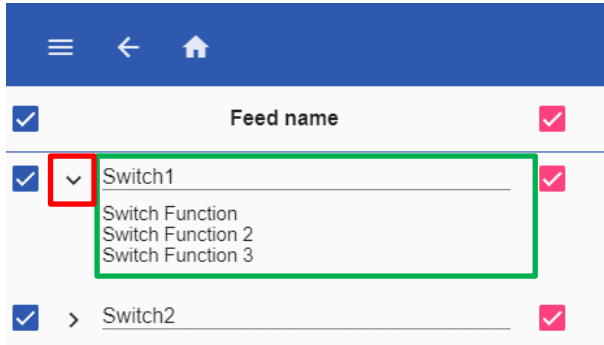 Feed name
Switch1
Switch Function
Switch Function 2
Switch Function 3
Switch2